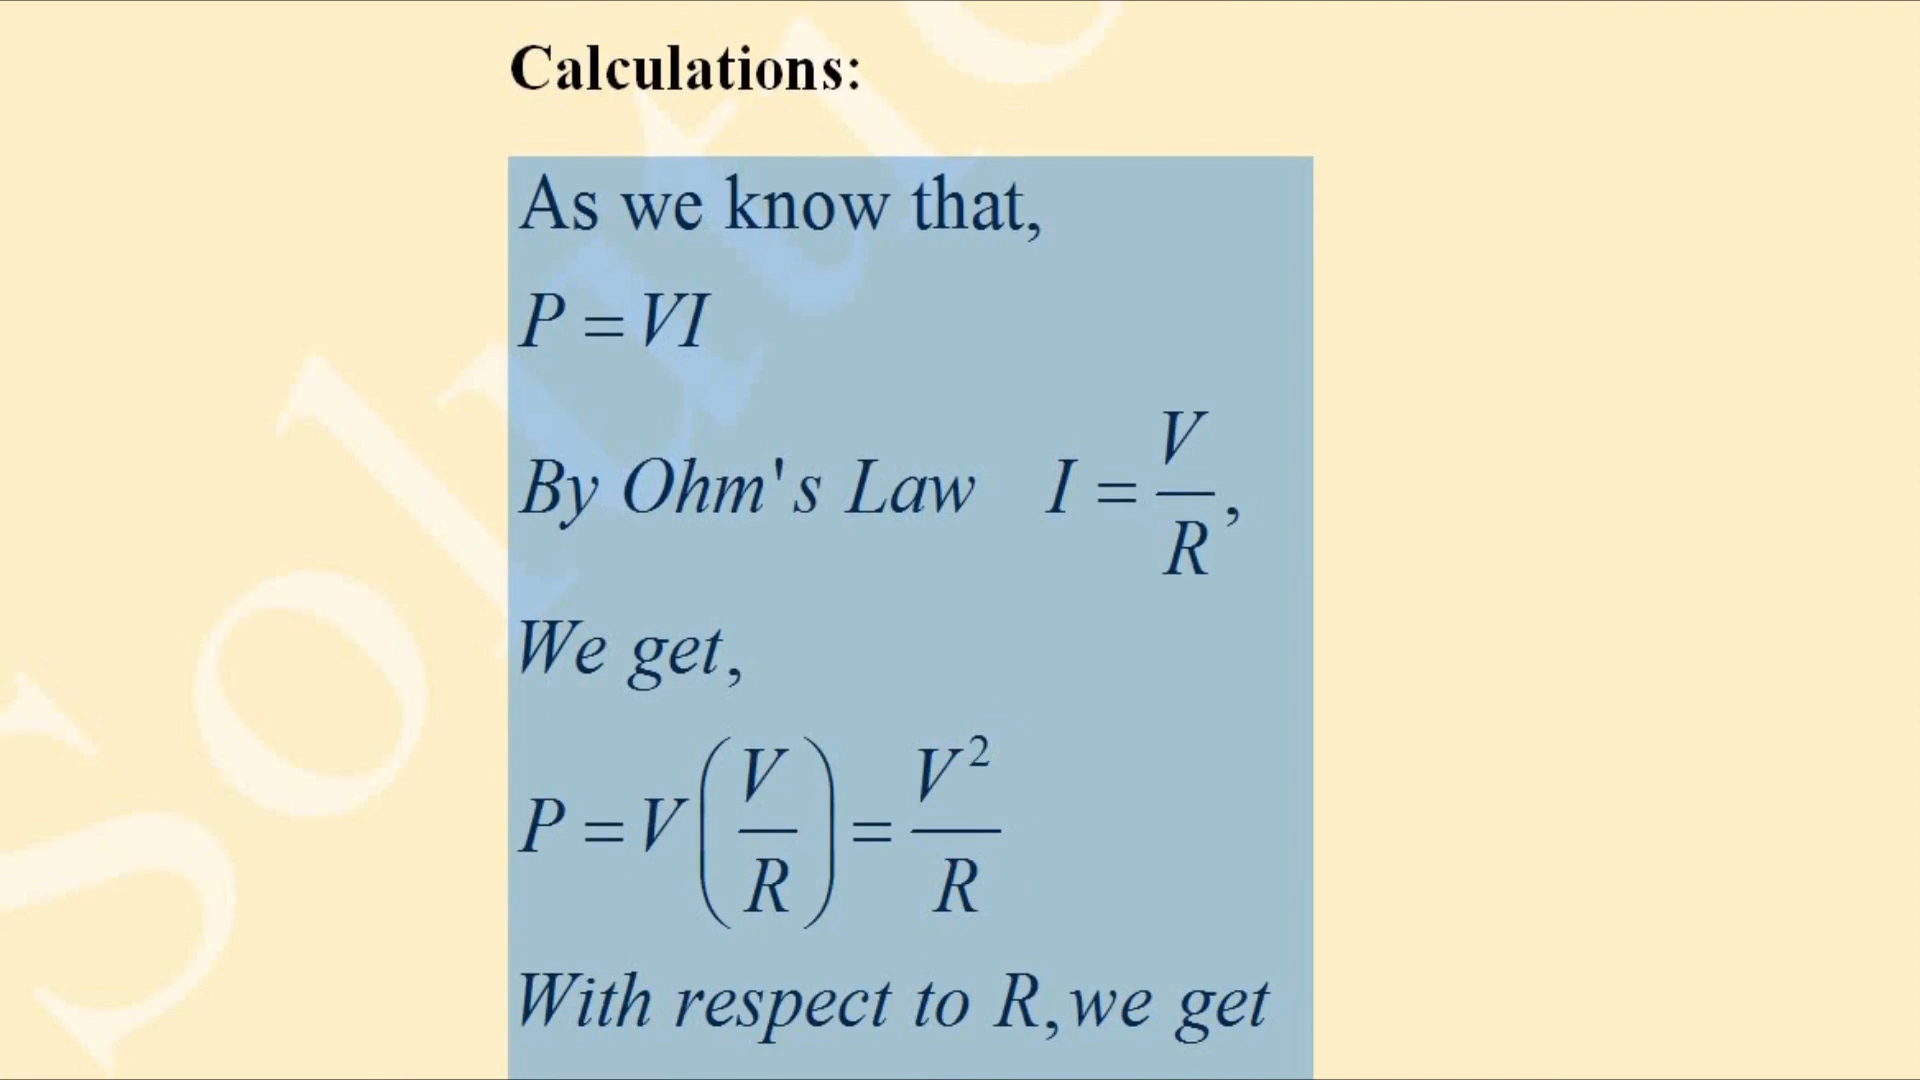 Calculations:
As we know that,
P = VI
By Ohm's Law I = V/R,
We get,
P = V(V/R) = V²/R
With respect to R, we get